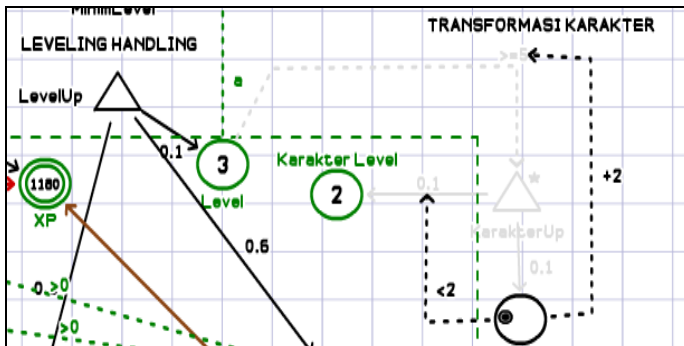 LEVELING HANDLING
TRANSFORMASI KARAKTER
LevelUp
a
0.1
3
Level
Karakter Level
2
0.1
*
+2
1180
XP
KarakterUp
0.6
0.1
<2
>0
>0